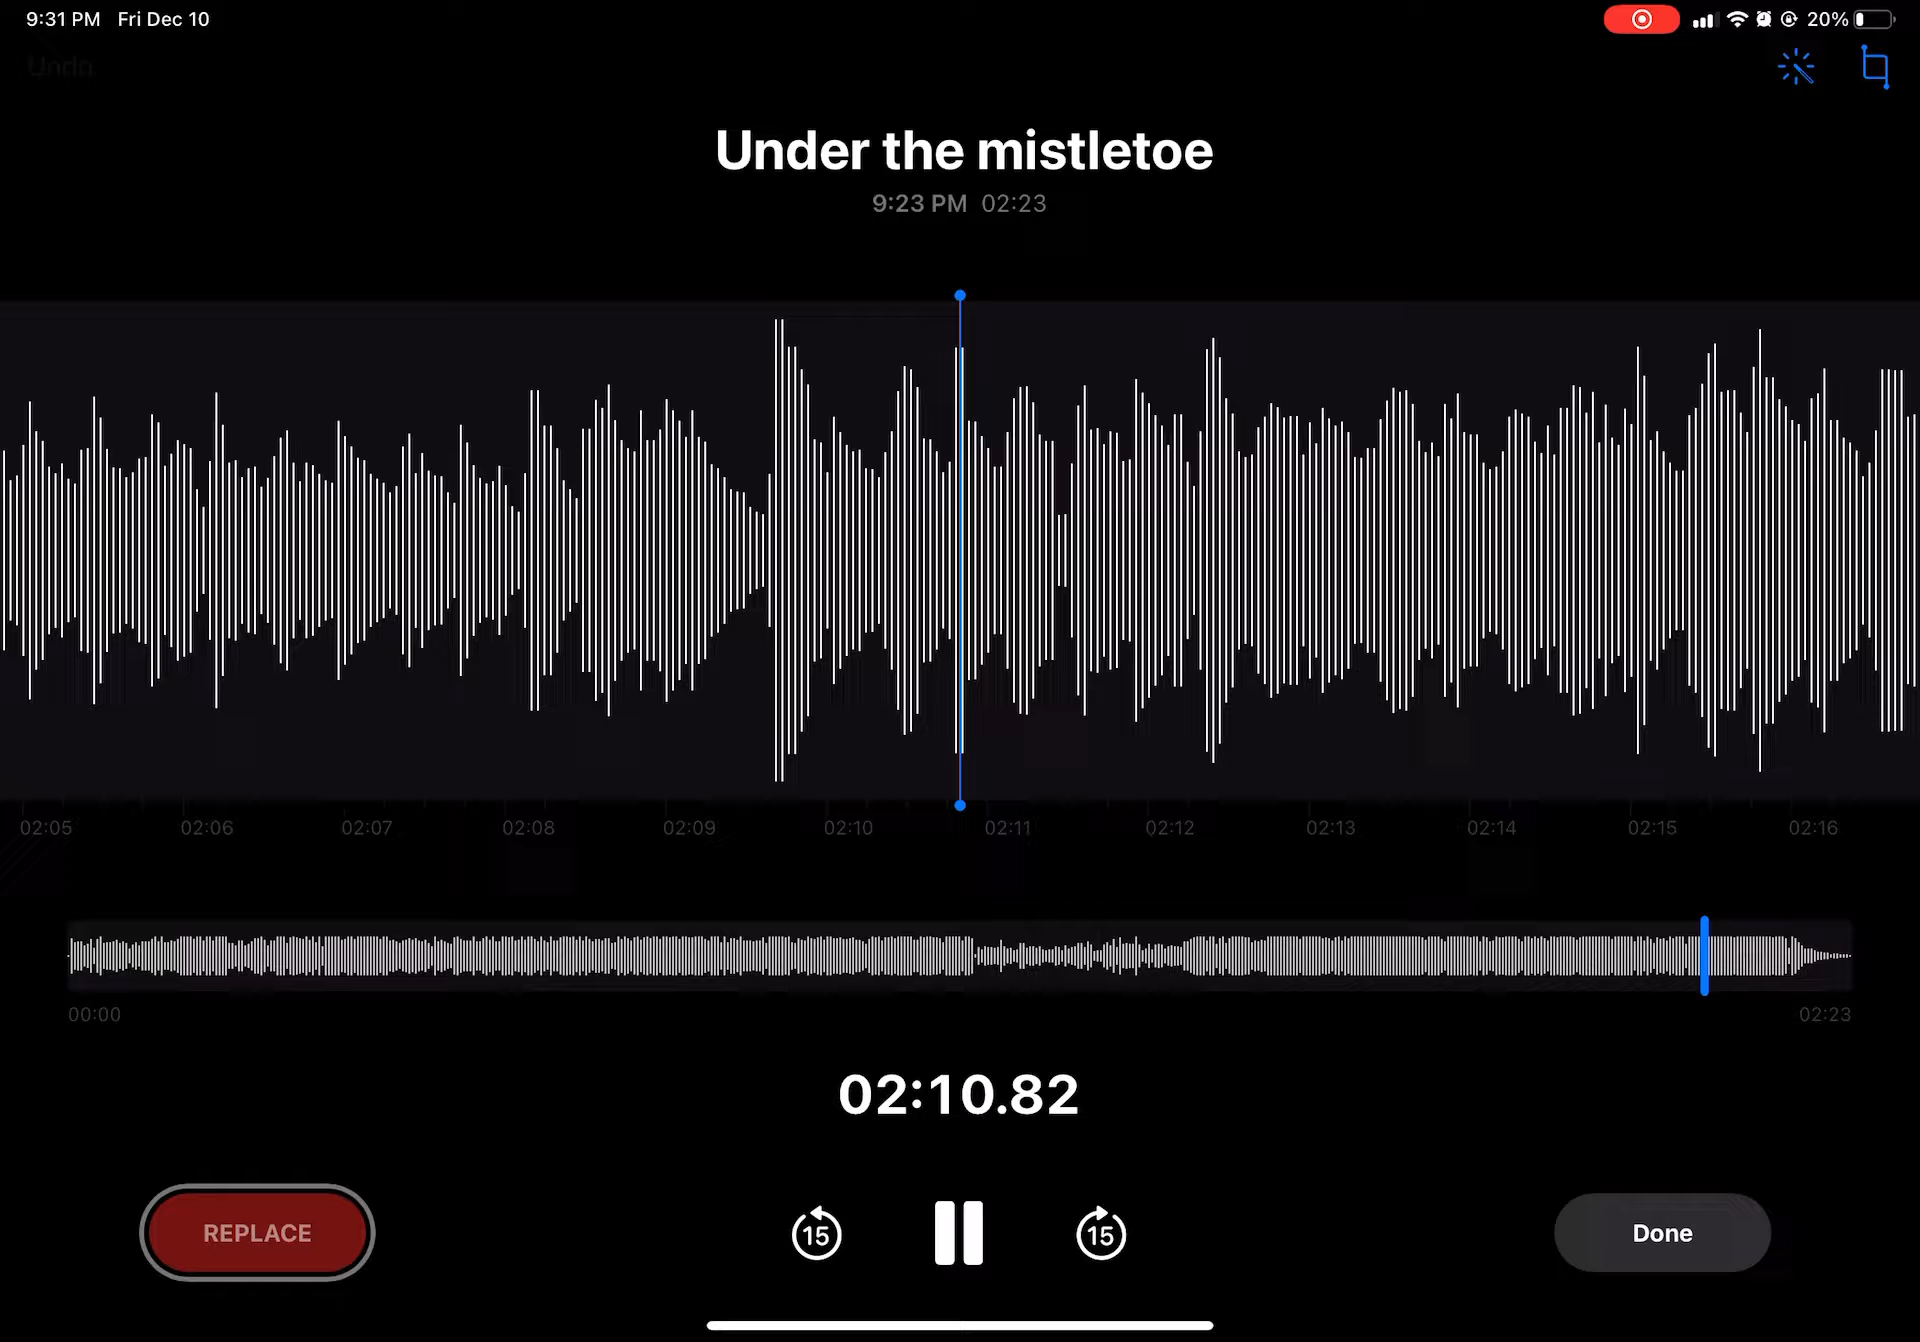 9:31 PM Fri Dec 10
20%
Undo
Under the mistletoe
9:23 PM 02:23
02:05 02:06 02:07 02:08 02:09 02:10 02:11 02:12 02:13 02:14 02:15 02:16
00:00 02:23
02:10.82
REPLACE 15 15 Done